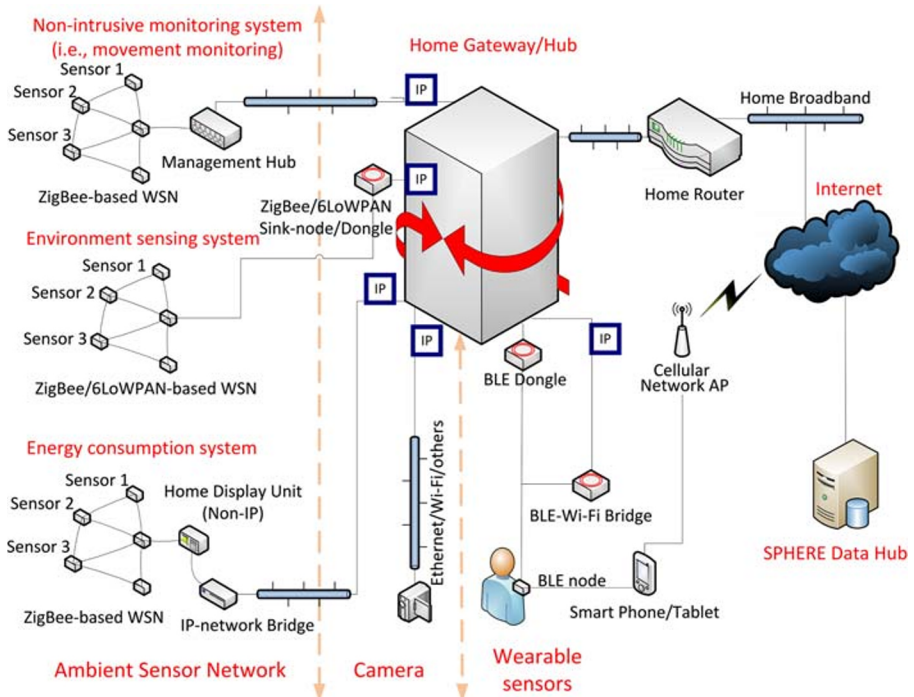 Non-intrusive monitoring system
(i.e., movement monitoring)
Sensor 1
Sensor 2
Sensor 3
Management Hub
ZigBee-based WSN
Home Gateway/Hub
IP
IP
ZigBee/6LoWPAN
Sink-node/Dongle
Home Broadband
Home Router
Internet
Environment sensing system
Sensor 1
Sensor 2
Sensor 3
ZigBee/6LoWPAN-based WSN
IP
IP
IP
BLE Dongle
Cellular
Network AP
Energy consumption system
Sensor 1
Sensor 2
Sensor 3
Home Display Unit
(Non-IP)
ZigBee-based WSN
IP-network Bridge
Ethernet/Wi-Fi/others
BLE-Wi-Fi Bridge
BLE node
Smart Phone/Tablet
SPHERE Data Hub
Ambient Sensor Network
Camera
Wearable
sensors